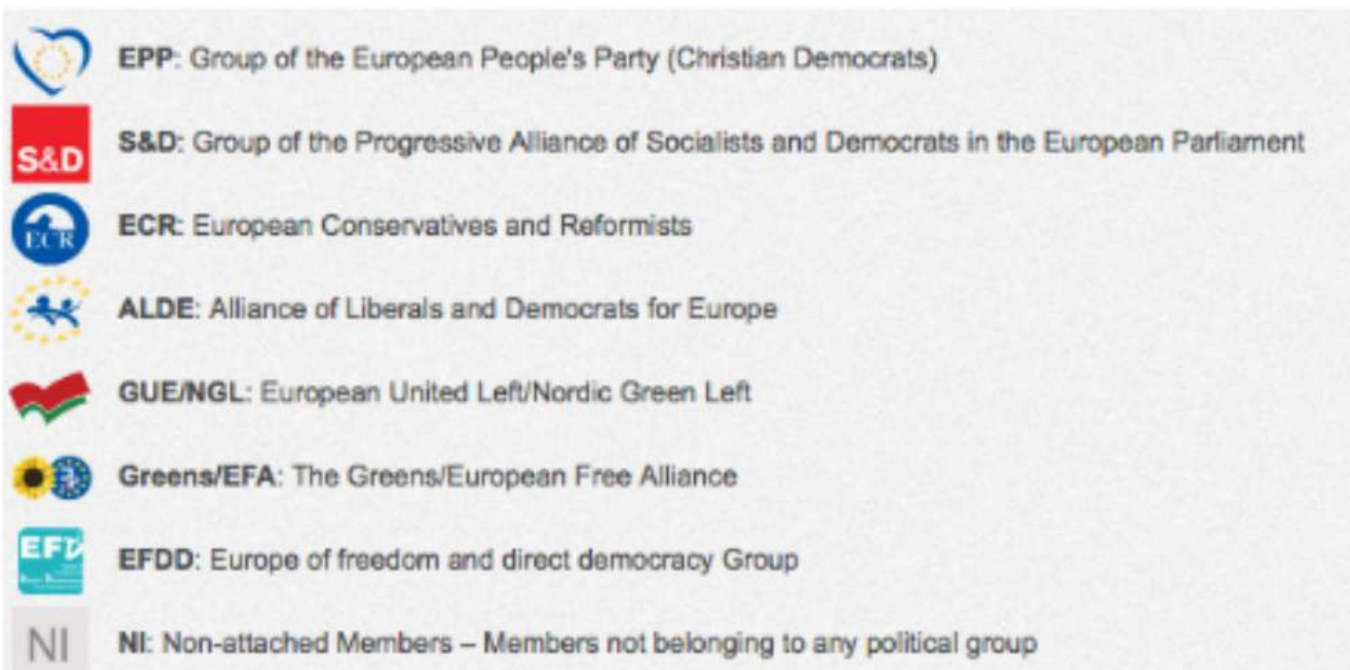 EPP: Group of the European People's Party (Christian Democrats)
S&D
S&D: Group of the Progressive Alliance of Socialists and Democrats in the European Parliament
ECR
ECR: European Conservatives and Reformists
ALDE: Alliance of Liberals and Democrats for Europe
GUE/NGL: European United Left/Nordic Green Left
Greens/EFA: The Greens/European Free Alliance
EFD
EFDD: Europe of freedom and direct democracy Group
NI
NI: Non-attached Members – Members not belonging to any political group